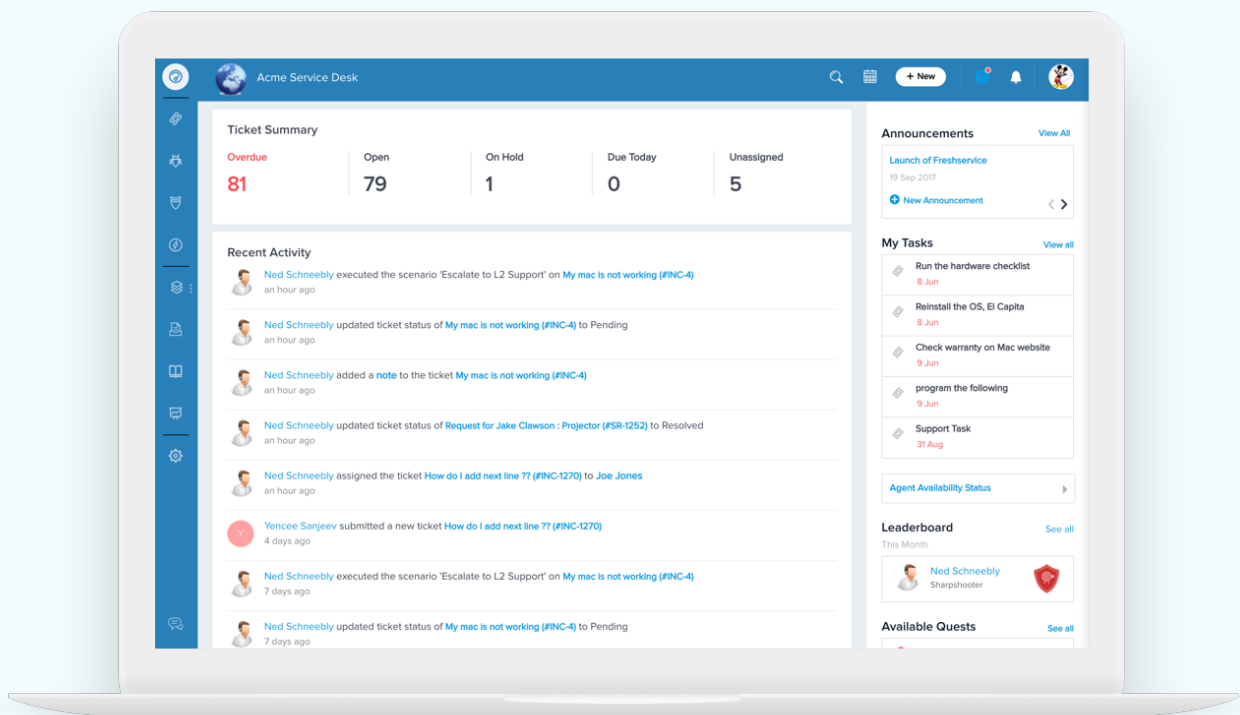 Acme Service Desk
+ New
Ticket Summary
Overdue
81
Open
79
On Hold
1
Due Today
0
Unassigned
5
Recent Activity
Ned Schneebly executed the scenario 'Escalate to L2 Support' on My mac is not working (#INC-4)
an hour ago
Ned Schneebly updated ticket status of My mac is not working (#INC-4) to Pending
an hour ago
Ned Schneebly added a note to the ticket My mac is not working (#INC-4)
an hour ago
Ned Schneebly updated ticket status of Request for Jake Clawson : Projector (#SR-1252) to Resolved
an hour ago
Ned Schneebly assigned the ticket How do I add next line ?? (#INC-1270) to Joe Jones
an hour ago
Y
Yencee Sanjeev submitted a new ticket How do I add next line ?? (#INC-1270)
4 days ago
Ned Schneebly executed the scenario 'Escalate to L2 Support' on My mac is not working (#INC-4)
7 days ago
Ned Schneebly updated ticket status of My mac is not working (#INC-4) to Pending
7 days ago
Announcements
View All
Launch of Freshservice
19 Sep 2017
New Announcement
My Tasks
View all
Run the hardware checklist
8 Jun
Reinstall the OS, El Capita
8 Jun
Check warranty on Mac website
9 Jun
program the following
9 Jun
Support Task
31 Aug
Agent Availability Status
Leaderboard
See all
This Month
Ned Schneebly
Sharpshooter
Available Quests
See all